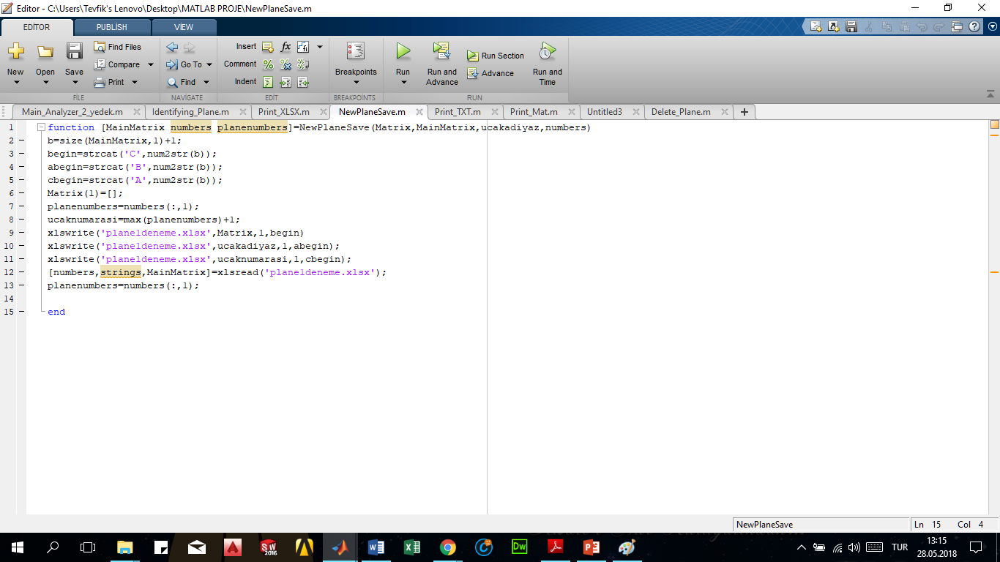 Editor - C:\Users\Tevfik's Lenovo\Desktop\MATLAB PROJE\NewPlaneSave.m
EDİTOR PUBLİSH VİEW
New Open Save Find Files Compare Print
Go To Find
Insert fx
Comment
Indent
Breakpoints
Run Run and Advance Run Section Advance Run and Time
FİLE NAVİGATE EDİT BREAKPOİNTS RUN
Main_Analyzer_2_yedek.m Identifying_Plane.m Print_XLSX.m NewPlaneSave.m Print_TXT.m Print_Mat.m Untitled3 Delete_Plane.m
1 function [MainMatrix numbers planenumbers]=NewPlaneSave(Matrix,MainMatrix,ucakadiyaz,numbers)
2 b=size(MainMatrix,1)+1;
3 begin=strcat('C',num2str(b));
4 abegin=strcat('B',num2str(b));
5 cbegin=strcat('A',num2str(b));
6 Matrix(1)=[];
7 planenumbers=numbers(:,1);
8 ucaknumarasi=max(planenumbers)+1;
9 xlswrite('plane1deneme.xlsx',Matrix,1,begin)
10 xlswrite('plane1deneme.xlsx',ucakadiyaz,1,abegin);
11 xlswrite('plane1deneme.xlsx',ucaknumarasi,1,cbegin);
12 [numbers,strings,MainMatrix]=xlsread('plane1deneme.xlsx');
13 planenumbers=numbers(:,1);
14
15 end
NewPlaneSave Ln 15 Col 4
SW 2016 Dw TUR 13:15
28.05.2018